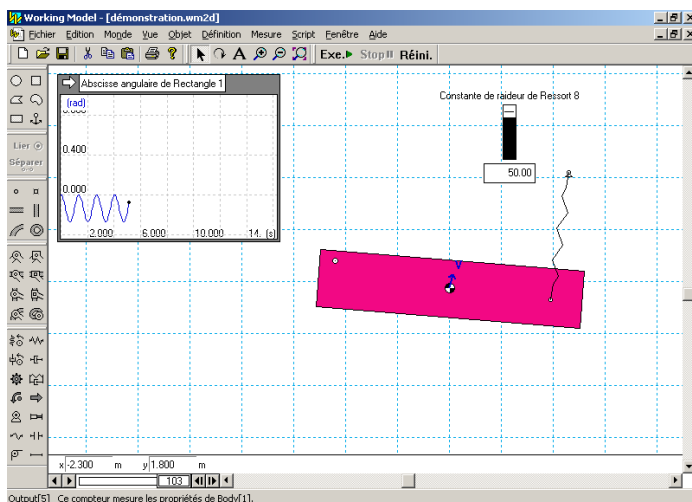 Working Model - [démonstration.wm2d]
Fichier Edition Monde Vue Objet Définition Mesure Script Fenêtre Aide
A Exe. Stop Réini.
Abscisse angulaire de Rectangle 1
(rad)
0.400
0.000
2.000 6.000 10.000 14. (s)
Constante de raideur de Ressort 8
50.00
Lier
Séparer
V
x -2.300 m y 1.800 m
103
Output[5] Ce compteur mesure les propriétés de Body[1].